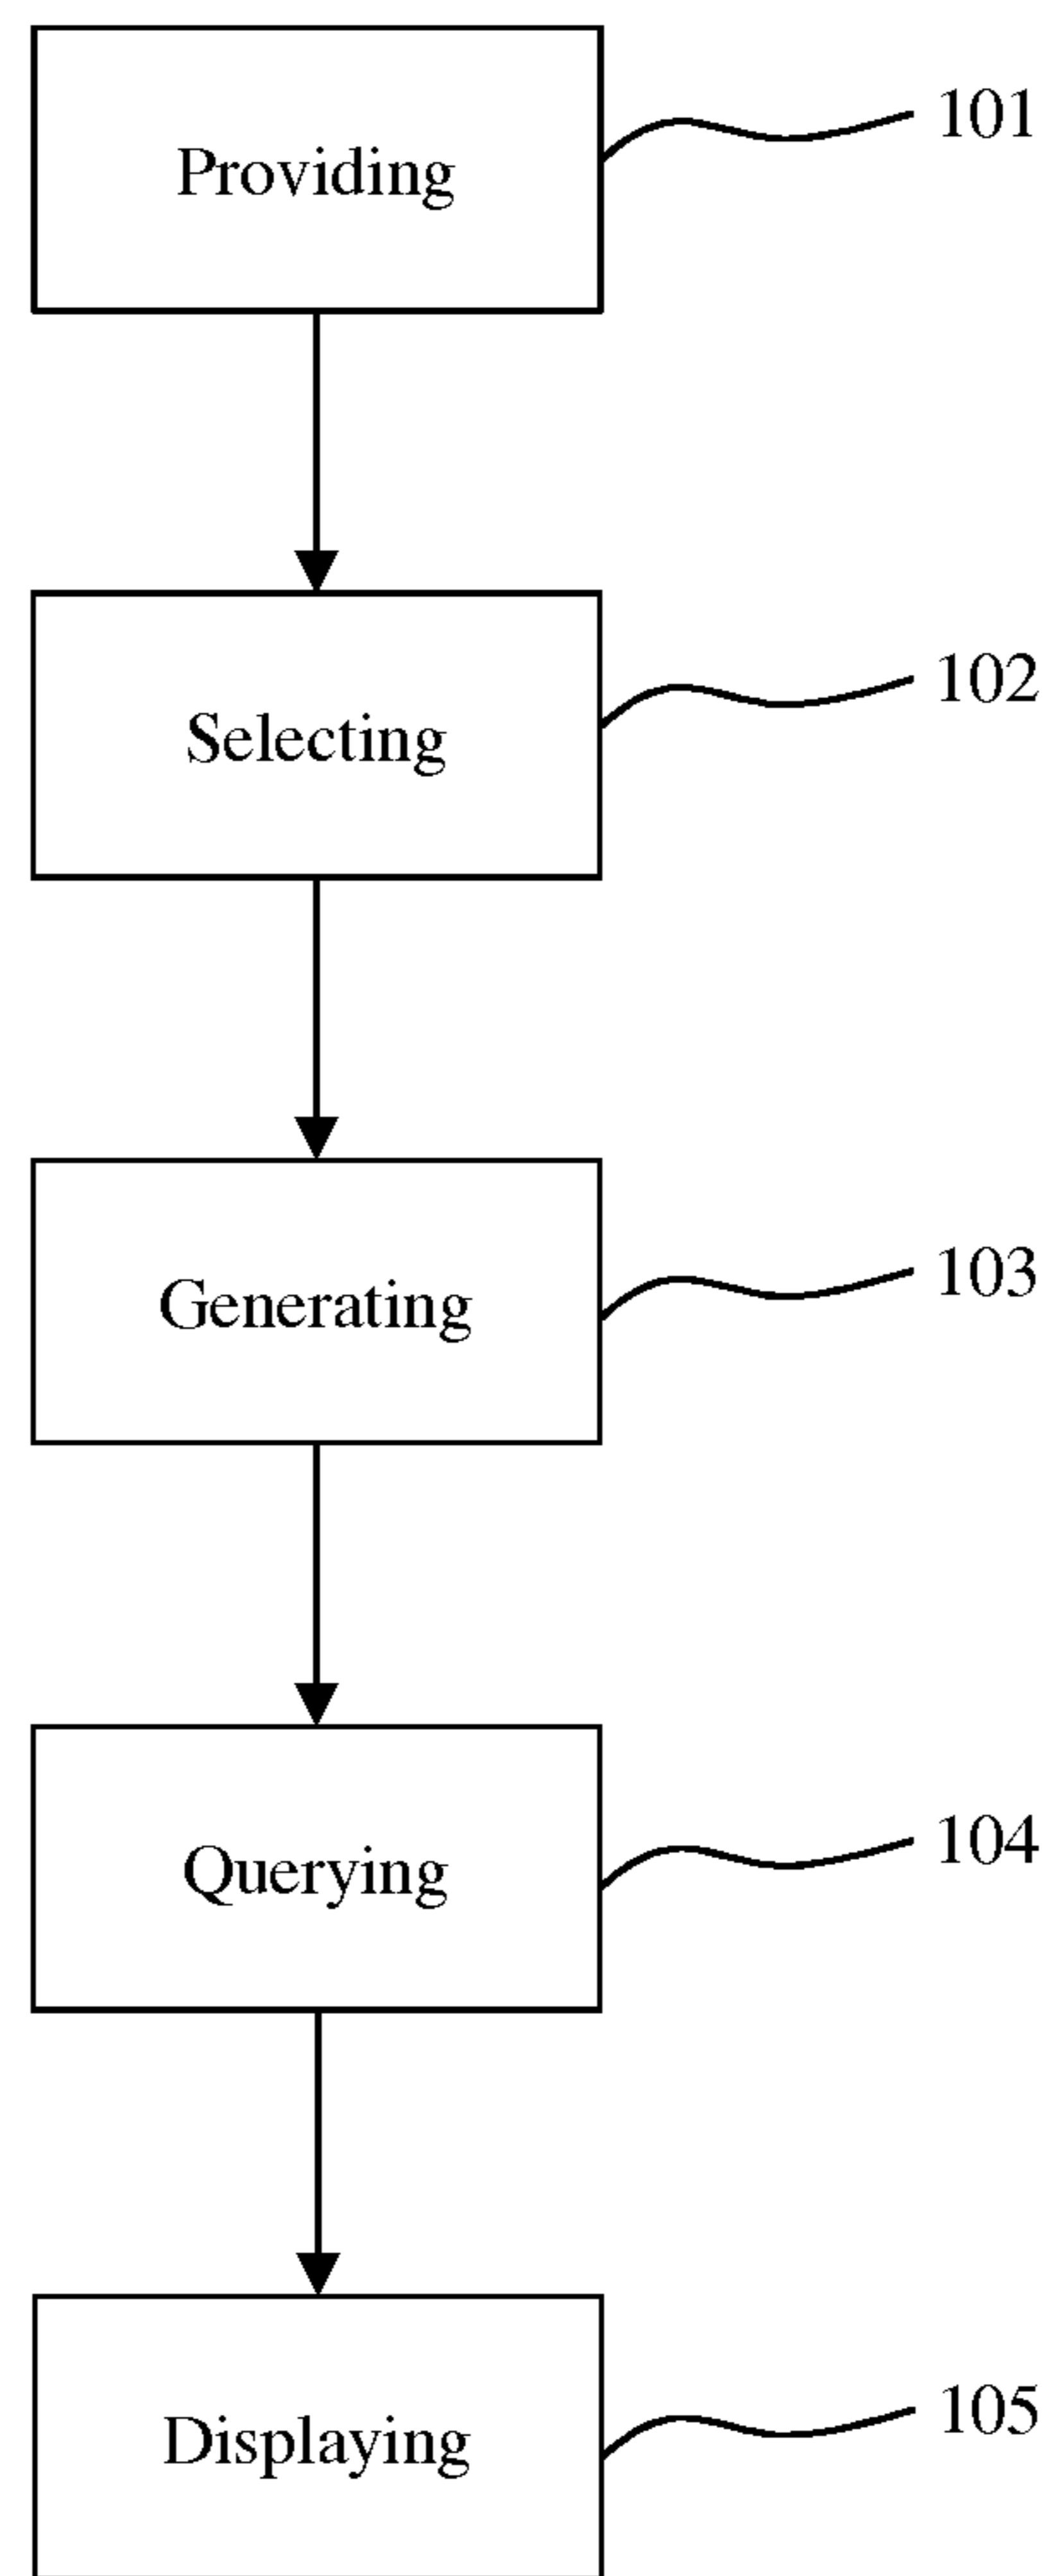 Providing
101
Selecting
102
Generating
103
Querying
104
Displaying
105